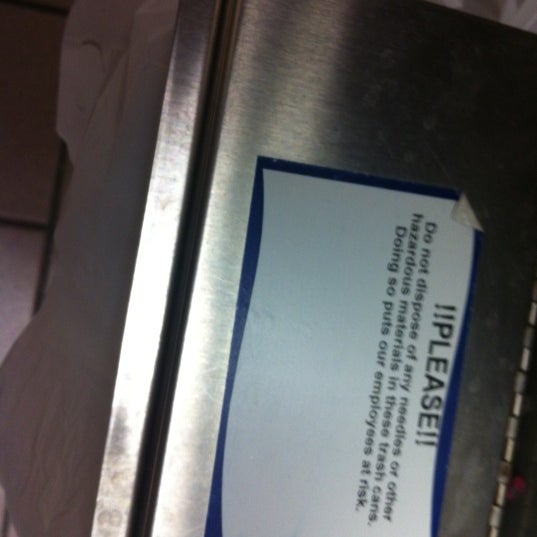 !!PLEASE!!
Do not dispose of any needles or other
hazardous materials in these trash cans.
Doing so puts our employees at risk.